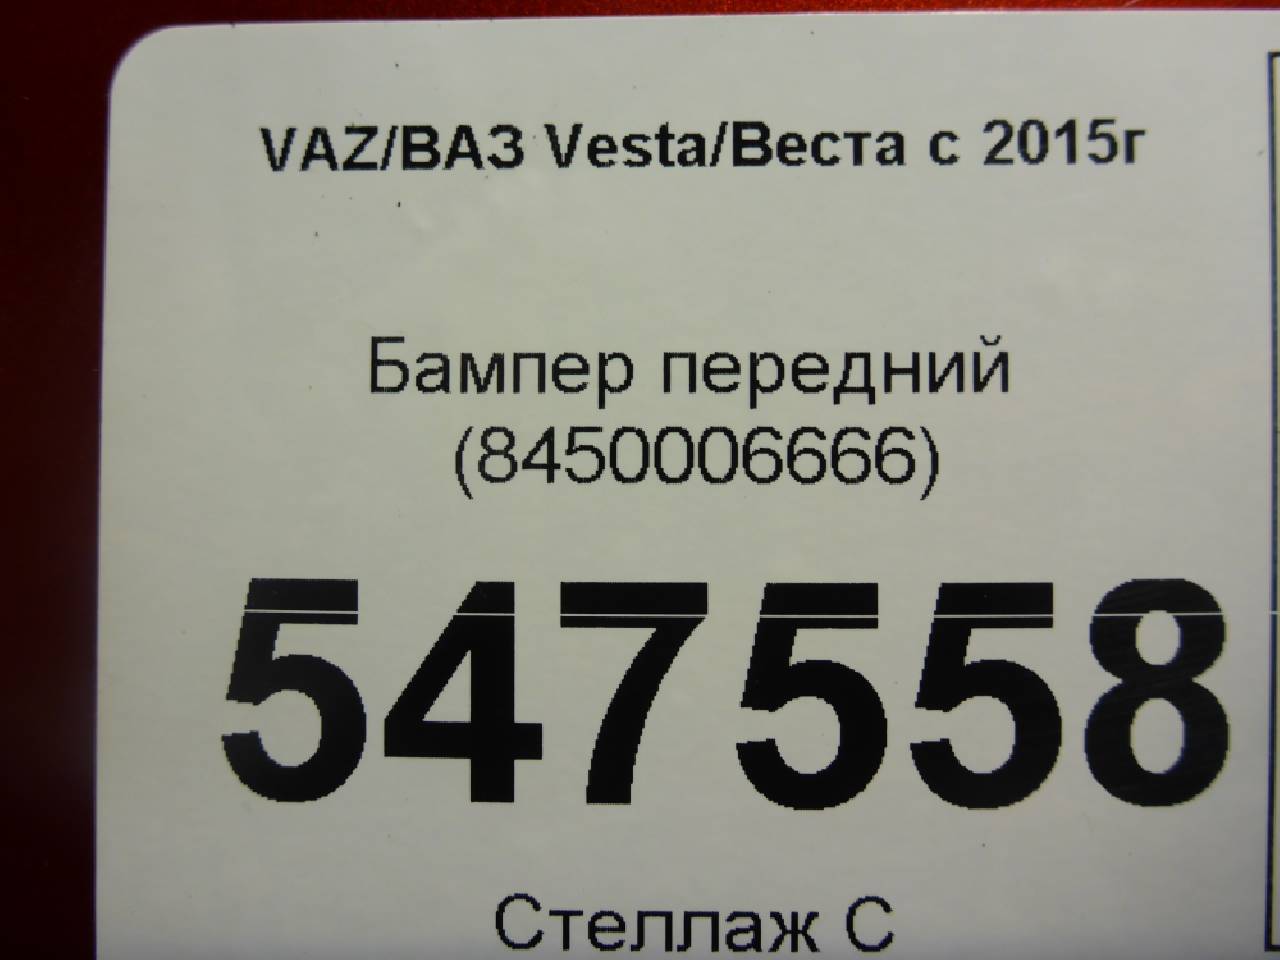 VAZ/ВАЗ Vesta/Веста с 2015г
Бампер передний
(8450006666)
547558
Стеллаж С